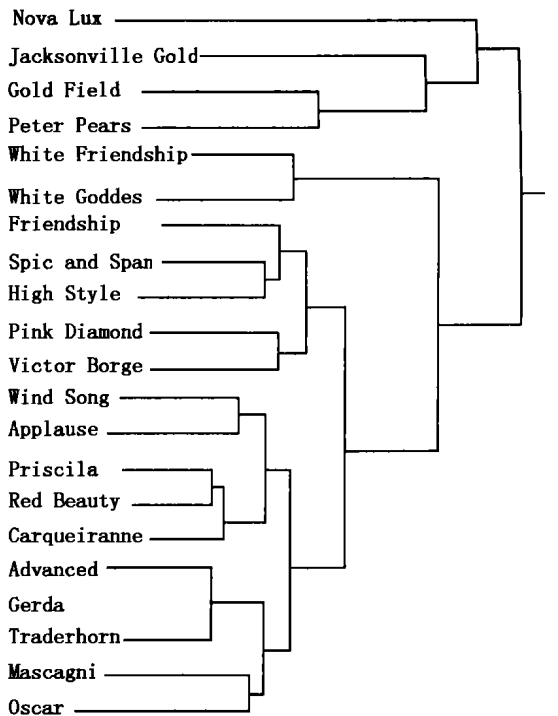 Nova Lux
Jacksonville Gold
Gold Field
Peter Pears
White Friendship
White Goddes
Friendship
Spic and Span
High Style
Pink Diamond
Victor Borge
Wind Song
Applause
Priscila
Red Beauty
Carqueiranne
Advanced
Gerda
Traderhorn
Mascagni
Oscar